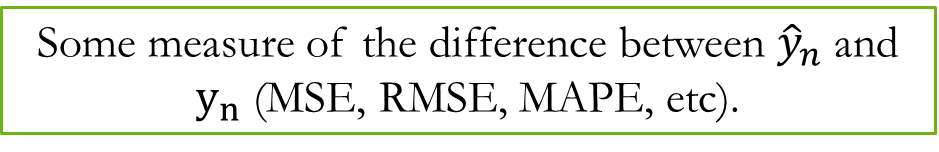 Some measure of the difference between ŷₙ and
yₙ (MSE, RMSE, MAPE, etc).